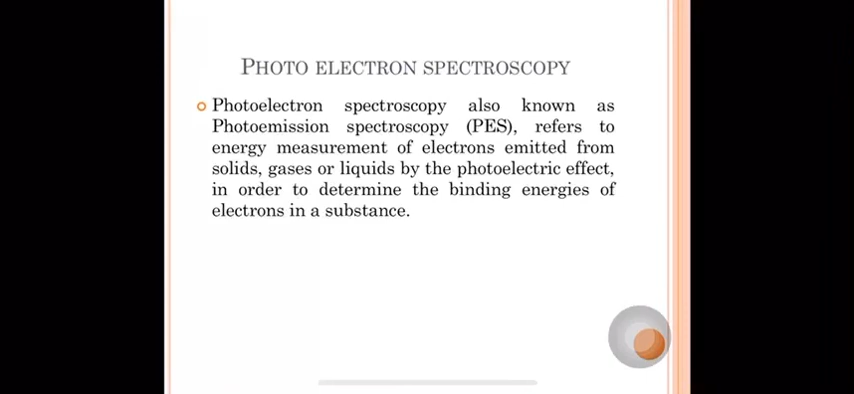 PHOTO ELECTRON SPECTROSCOPY
Photoelectron spectroscopy also known as
Photoemission spectroscopy (PES), refers to
energy measurement of electrons emitted from
solids, gases or liquids by the photoelectric effect,
in order to determine the binding energies of
electrons in a substance.